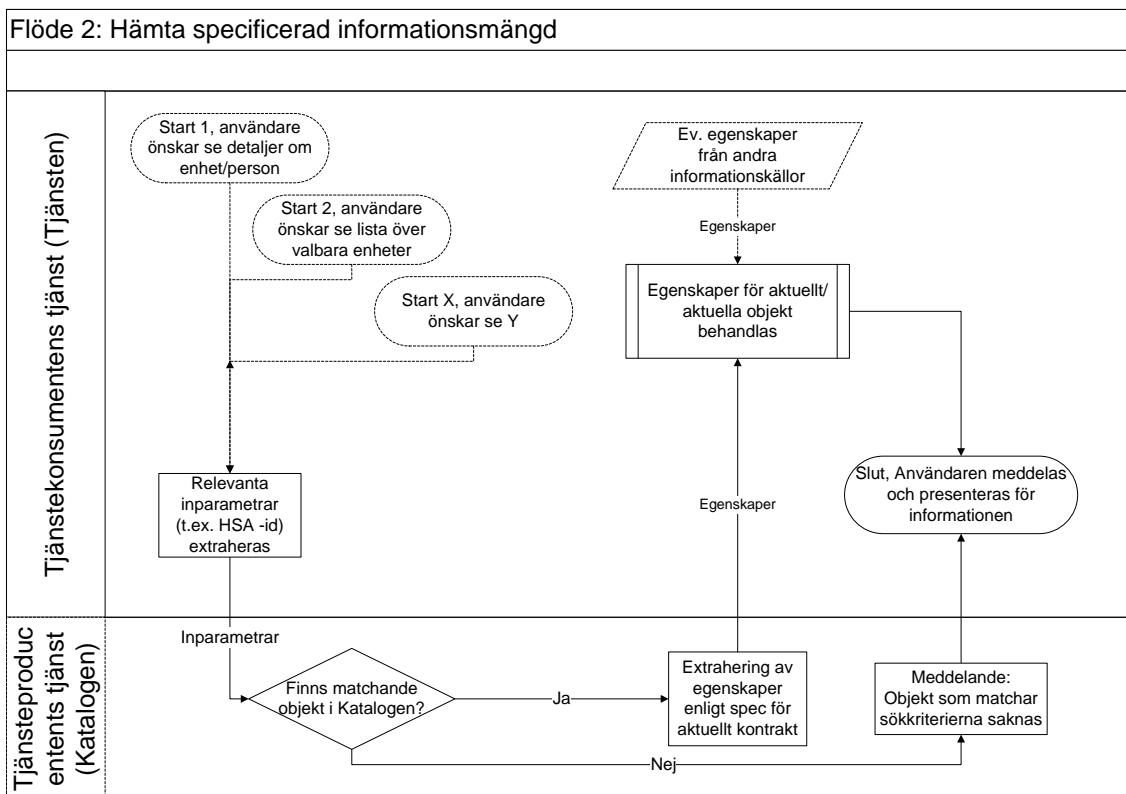 Flöde 2: Hämta specificerad informationsmängd
Tjänstekonsumentens tjänst (Tjänsten)
Start 1, användare
önskar se detaljer om
enhet/person
Start 2, användare
önskar se lista över
valbara enheter
Start X, användare
önskar se Y
Relevanta
inparametrar
(t.ex. HSA -id)
extraheras
Ev. egenskaper
från andra
informationskällor
Egenskaper
Egenskaper för aktuellt/
aktuella objekt
behandlas
Egenskaper
Slut, Användaren meddelas
och presenteras för
informationen
Tjänsteproduc
entents tjänst
(Katalogen)
Inparametrar
Finns matchande
objekt i Katalogen?
Ja
Extrahering av
egenskaper
enligt spec för
aktuellt kontrakt
Meddelande:
Objekt som matchar
sökkriterierna saknas
Nej